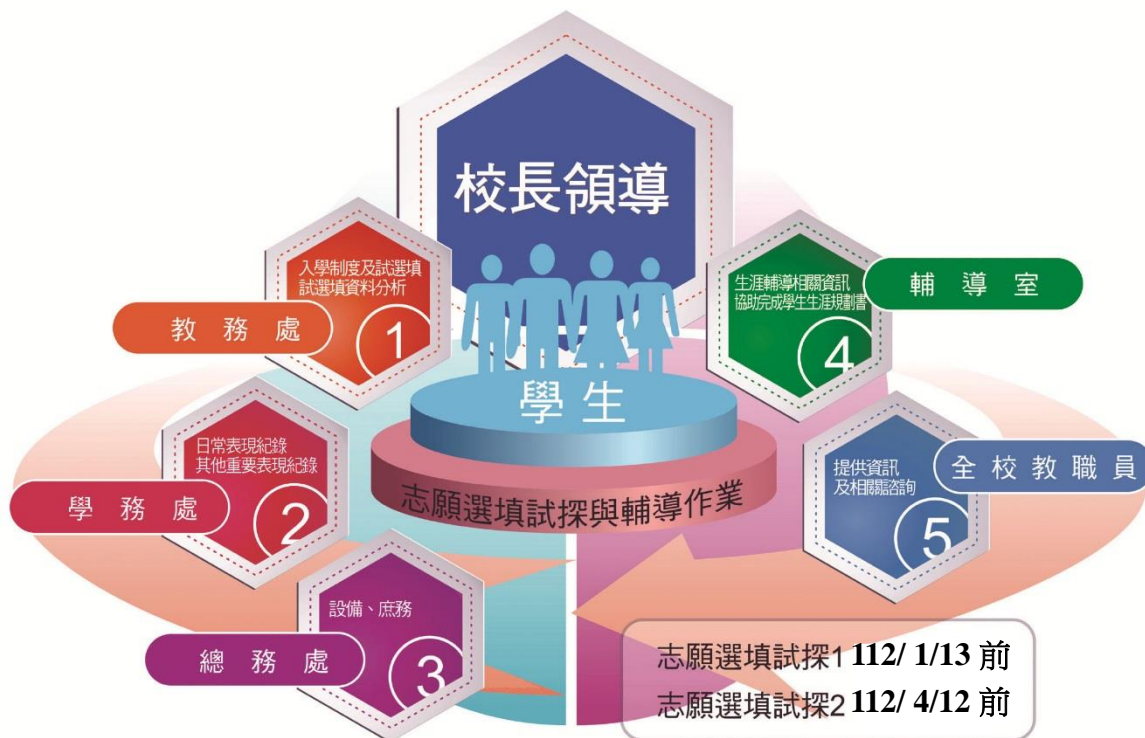 校長領導
入學制度及試選填
試選填資料分析
教務處
1
日常表現紀錄
其他重要表現紀錄
學務處
2
設備、庶務
總務處
3
生涯輔導相關資訊
協助完成學生生涯規劃書
輔導室
4
提供資訊
及相關諮詢
全校教職員
5
學生
志願選填試探與輔導作業
志願選填試探1 112/ 1/13 前
志願選填試探2 112/ 4/12 前